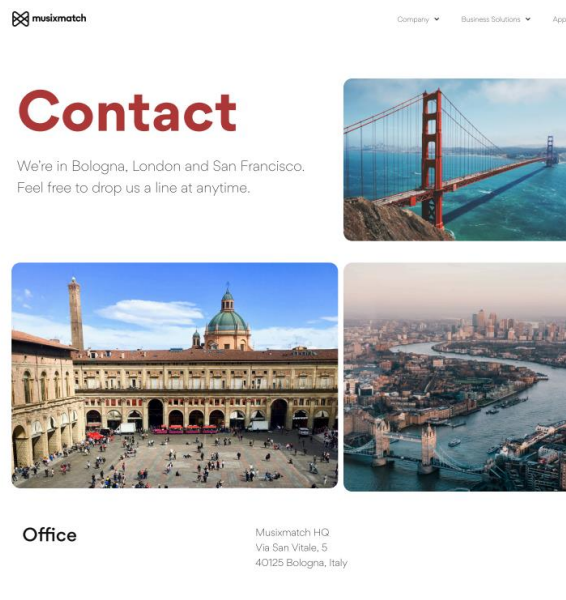 musixmatch
Company
Business Solutions
App
Contact
We're in Bologna, London and San Francisco.
Feel free to drop us a line at anytime.
Office
Musixmatch HQ
Via San Vitale, 5
40125 Bologna, Italy